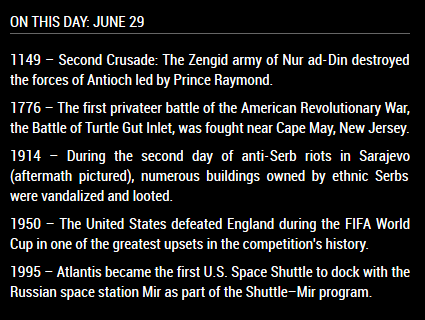 ON THIS DAY: JUNE 29
1149 – Second Crusade: The Zengid army of Nur ad-Din destroyed
the forces of Antioch led by Prince Raymond.
1776 – The first privateer battle of the American Revolutionary War,
the Battle of Turtle Gut Inlet, was fought near Cape May, New Jersey.
1914 – During the second day of anti-Serb riots in Sarajevo
(aftermath pictured), numerous buildings owned by ethnic Serbs
were vandalized and looted.
1950 – The United States defeated England during the FIFA World
Cup in one of the greatest upsets in the competition's history.
1995 – Atlantis became the first U.S. Space Shuttle to dock with the
Russian space station Mir as part of the Shuttle–Mir program.